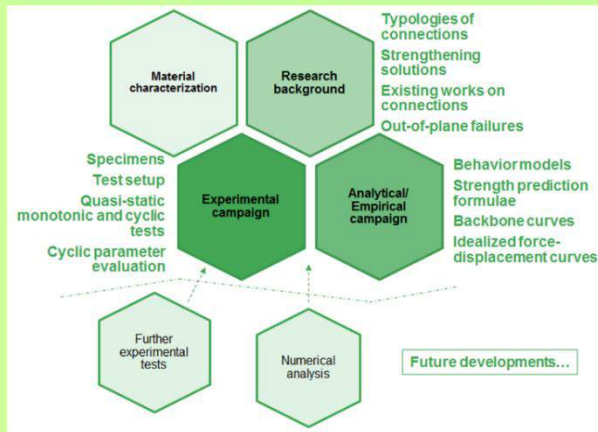 Material
characterization
Research
background
Typologies of
connections
Strengthening
solutions
Existing works on
connections
Out-of-plane failures
Specimens
Test setup
Quasi-static
monotonic and cyclic
tests
Cyclic parameter
evaluation
Experimental
campaign
Analytical/
Empirical
campaign
Behavior models
Strength prediction
formulae
Backbone curves
Idealized force-
displacement curves
Further
experimental
tests
Numerical
analysis
Future developments...